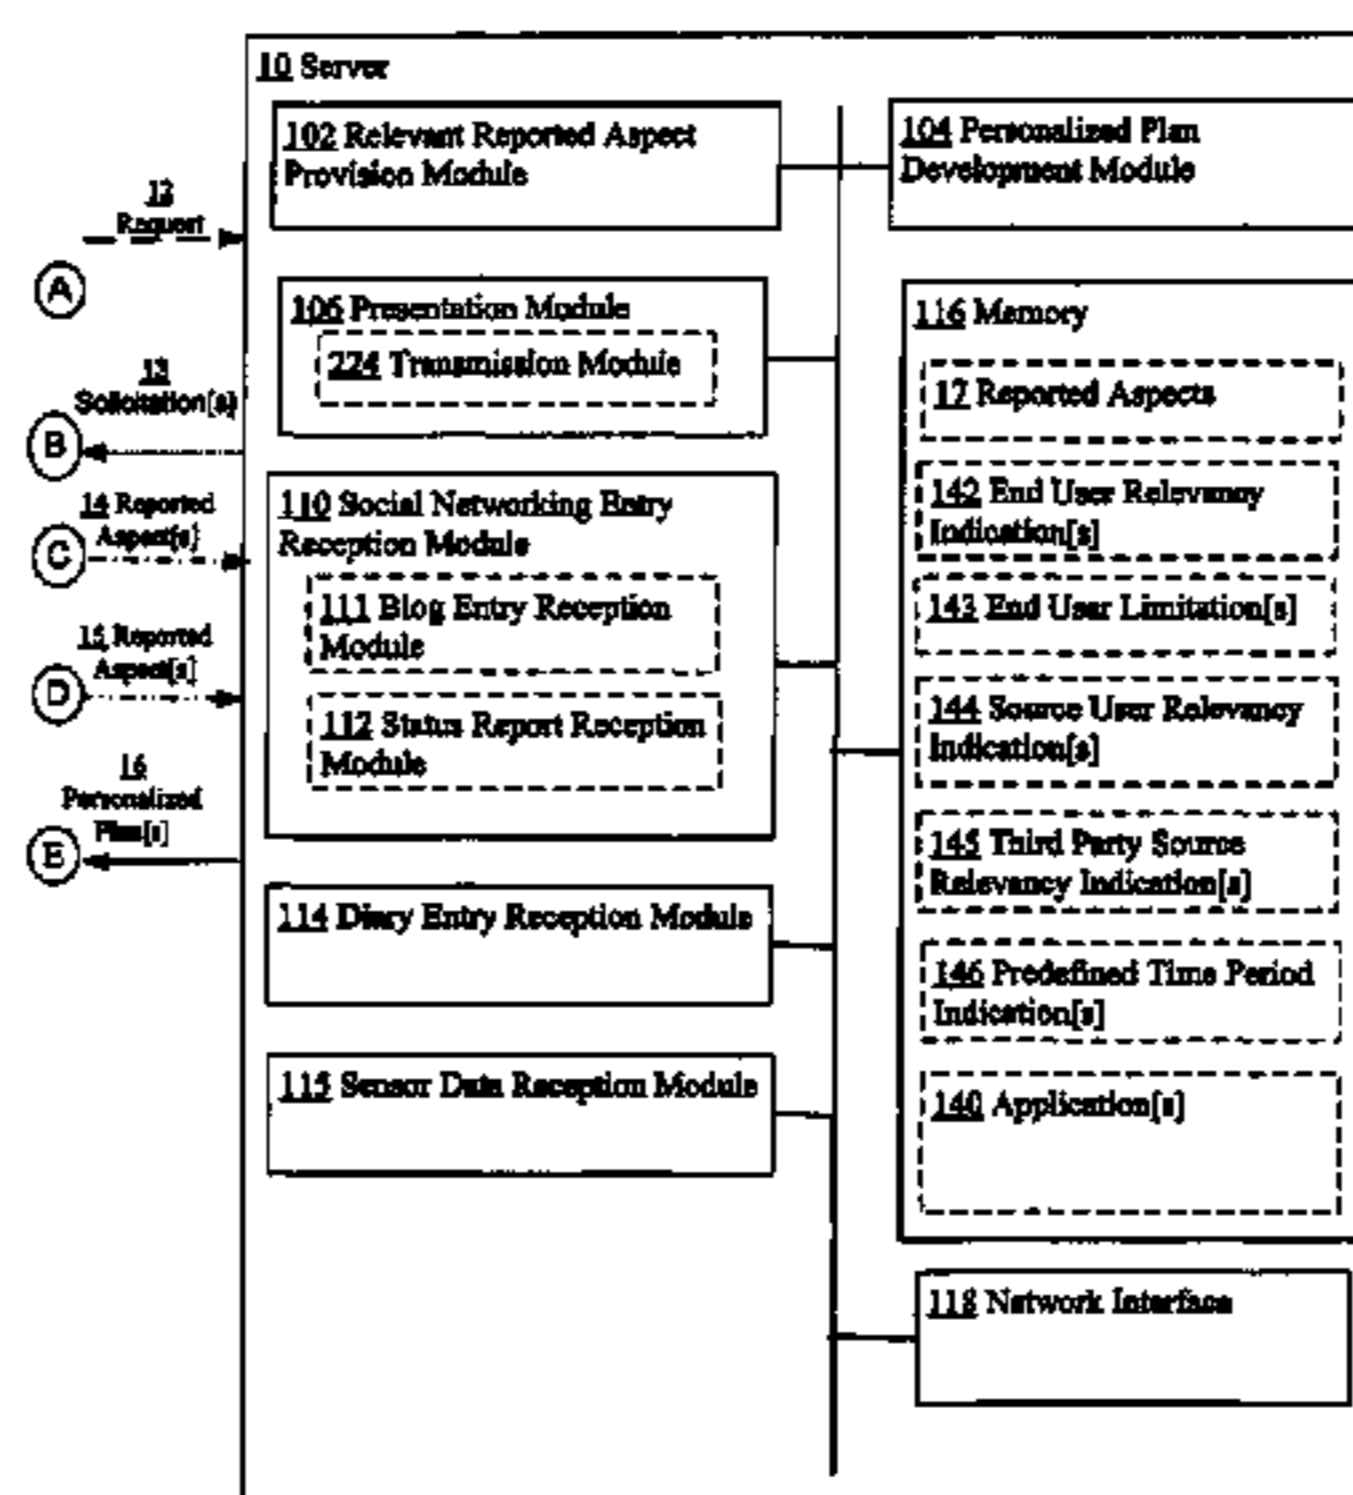 10 Server
102 Relevant Reported Aspect
Provision Module
104 Personalized Plan
Development Module
12
Request
A
106 Presentation Module
224 Transmission Module
13
Solicitation[s]
B
14 Reported
Aspect[s]
C
15 Reported
Aspect[s]
D
16
Personalized
Plan[s]
E
110 Social Networking Entry
Reception Module
111 Blog Entry Reception
Module
112 Status Report Reception
Module
114 Diary Entry Reception Module
115 Sensor Data Reception Module
116 Memory
17 Reported Aspects
142 End User Relevancy
Indication[s]
143 End User Limitation[s]
144 Source User Relevancy
Indication[s]
145 Third Party Source
Relevancy Indication[s]
146 Predefined Time Period
Indication[s]
140 Application[s]
118 Network Interface